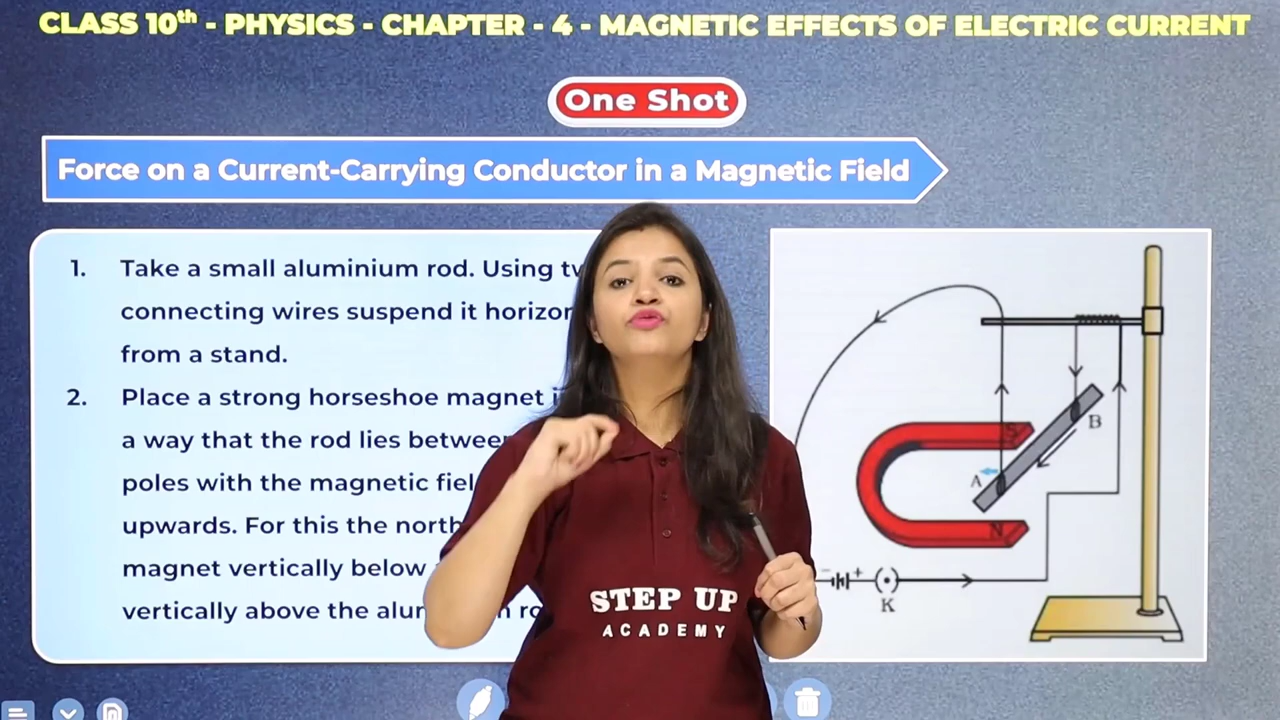 CLASS 10th - PHYSICS - CHAPTER - 4 - MAGNETIC EFFECTS OF ELECTRIC CURRENT
One Shot
Force on a Current-Carrying Conductor in a Magnetic Field
1. Take a small aluminium rod. Using
connecting wires suspend it
from a stand.
2. Place a strong horseshoe magnet
a way that the rod lies
poles with the magnetic
upwards. For this the north
magnet vertically below
vertically above the
S
B
A
N
- +
K
STEP UP
ACADEMY